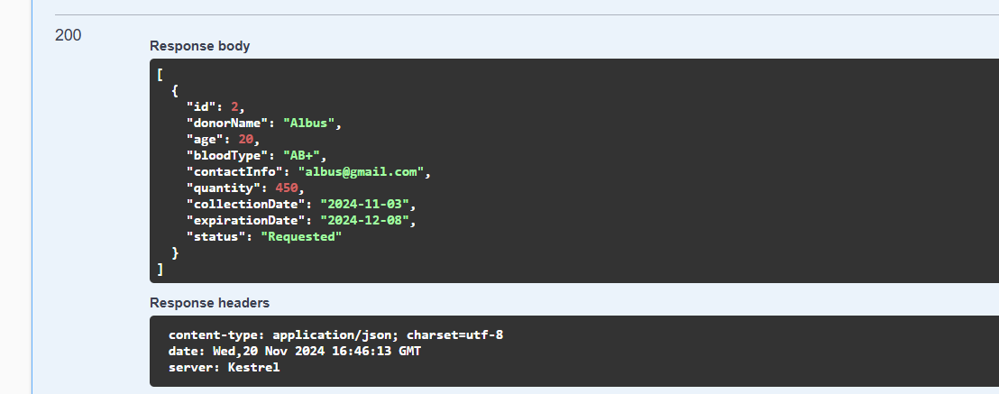 200
Response body
[
  {
    "id": 2,
    "donorName": "Albus",
    "age": 20,
    "bloodType": "AB+",
    "contactInfo": "albus@gmail.com",
    "quantity": 450,
    "collectionDate": "2024-11-03",
    "expirationDate": "2024-12-08",
    "status": "Requested"
  }
]
Response headers
content-type: application/json; charset=utf-8
date: Wed,20 Nov 2024 16:46:13 GMT
server: Kestrel